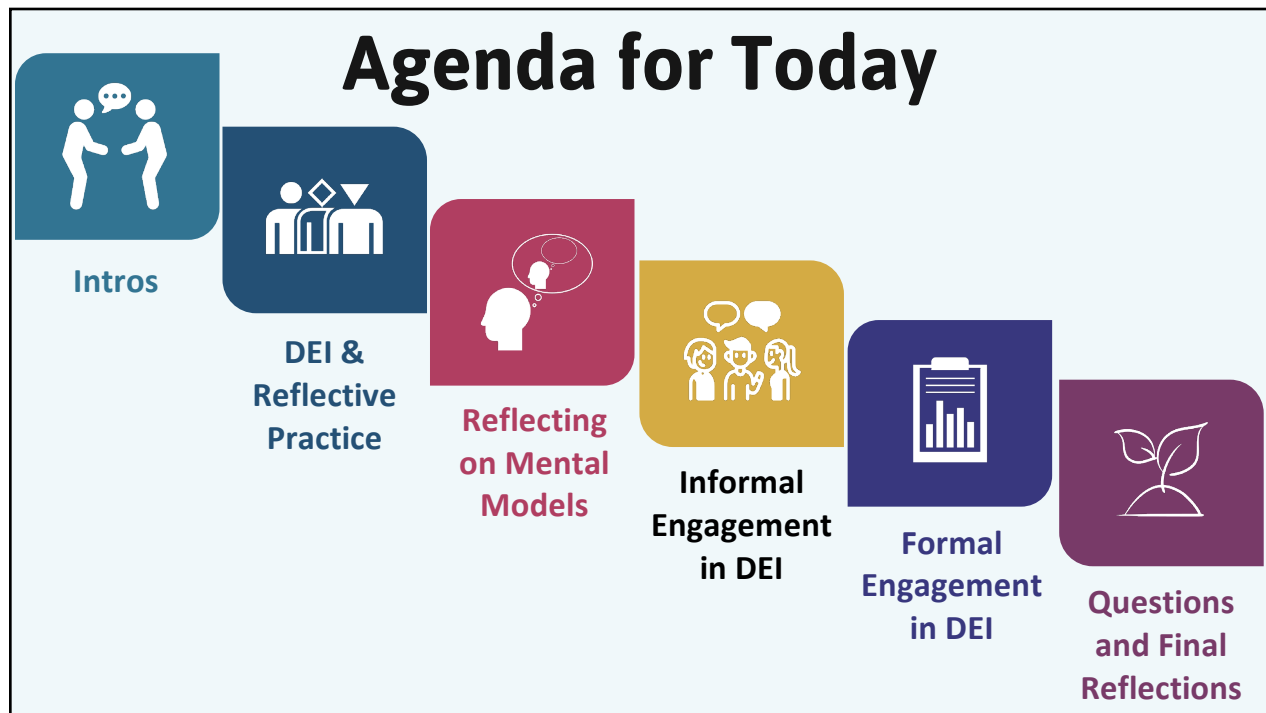 Agenda for Today
Intros
DEI &
Reflective
Practice
Reflecting
on Mental
Models
Informal
Engagement
in DEI
Formal
Engagement
in DEI
Questions
and Final
Reflections